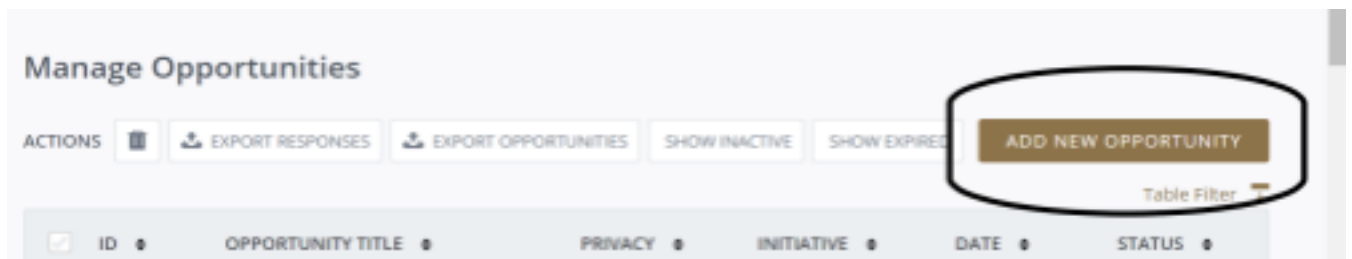 Manage Opportunities
ACTIONS EXPORT RESPONSES EXPORT OPPORTUNITIES SHOW INACTIVE SHOW EXPIRED ADD NEW OPPORTUNITY
Table Filter
ID OPPORTUNITY TITLE PRIVACY INITIATIVE DATE STATUS